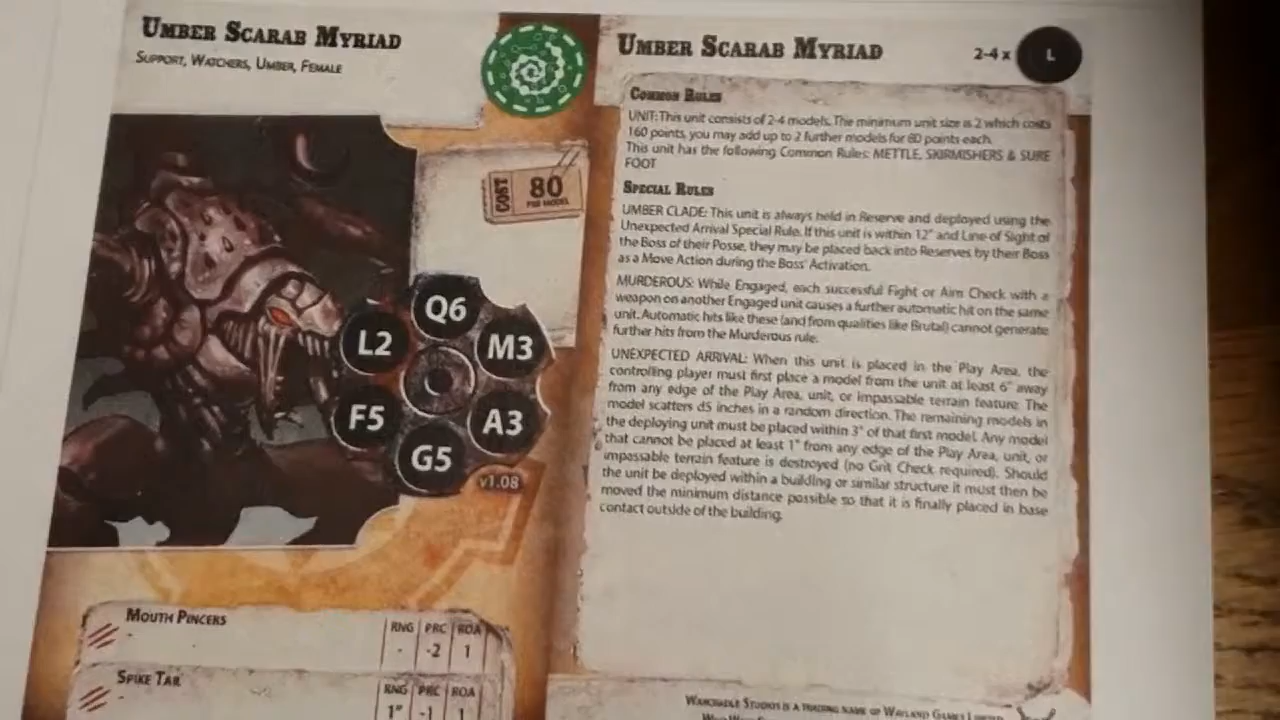 UMBER SCARAB MYRIAD
SUPPORT, WATCHERS, UMBER, FEMALE
COST
80
PER MODEL
Q6
L2
M3
F5
A3
G5
v1.08
MOUTH PINCERS
-
RNG PRC ROA
- -2 1
SPIKE TAR
-
RNG PRC ROA
1" -1 1
UMBER SCARAB MYRIAD
2-4 x L
COMMON RULES
UNIT: This unit consists of 2-4 models. The minimum unit size is 2 which costs
160 points, you may add up to 2 further models for 80 points each.
This unit has the following Common Rules: METTLE, SKIRMISHERS & SURE
FOOT
SPECIAL RULES
UMBER CLADE: This unit is always held in Reserve and deployed using the
Unexpected Arrival Special Rule. If this unit is within 12" and Line of Sight of
the Boss of their Posse, they may be placed back into Reserves by their Boss
as a Move Action during the Boss' Activation.
MURDEROUS: While Engaged, each successful Fight or Aim Check with a
weapon on another Engaged unit causes a further automatic hit on the same
unit. Automatic hits like these (and from qualities like Brutal) cannot generate
further hits from the Murderous rule.
UNEXPECTED ARRIVAL: When this unit is placed in the Play Area, the
controlling player must first place a model from the unit at least 6" away
from any edge of the Play Area, unit, or impassable terrain feature. The
model scatters d5 inches in a random direction. The remaining models in
the deploying unit must be placed within 3" of that first model. Any model
that cannot be placed at least 1" from any edge of the Play Area, unit, or
impassable terrain feature is destroyed (no Grit Check required). Should
the unit be deployed within a building or similar structure it must then be
moved the minimum distance possible so that it is finally placed in base
contact outside of the building.
WARCRADLE STUDIOS IS A TRADING NAME OF WAYLAND GAMES LIMITED